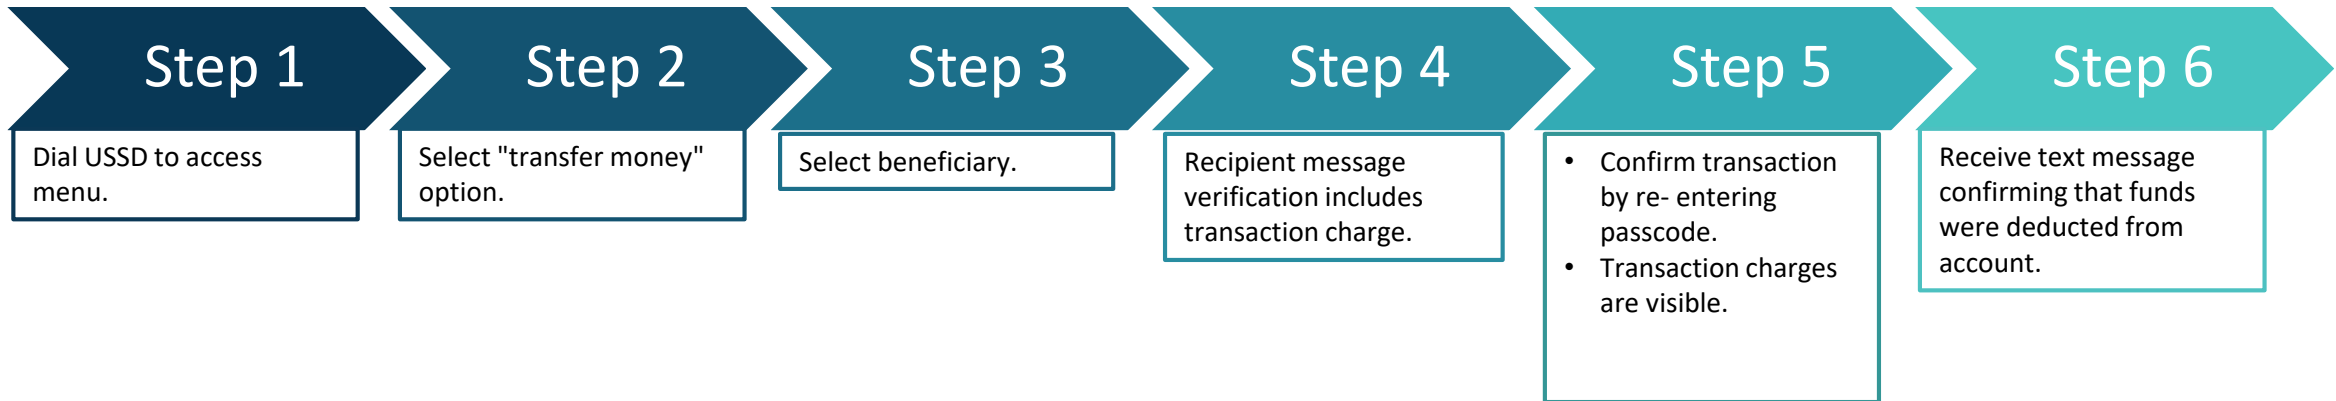 Step 1
Dial USSD to access
menu.
Step 2
Select "transfer money"
option.
Step 3
Select beneficiary.
Step 4
Recipient message
verification includes
transaction charge.
Step 5
• Confirm transaction
by re- entering
passcode.
• Transaction charges
are visible.
Step 6
Receive text message
confirming that funds
were deducted from
account.